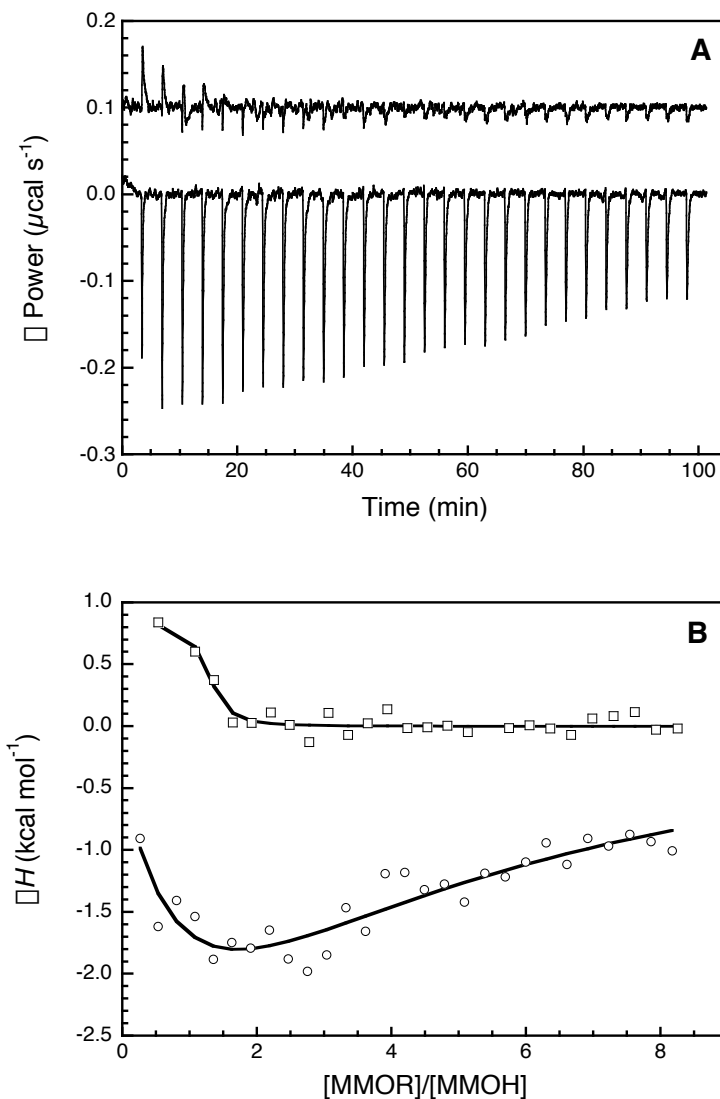 A
0.2
0.1
0.0
-0.1
-0.2
-0.3
▯ Power (µcal s⁻¹)
0 20 40 60 80 100
Time (min)
B
1.0
0.5
0.0
-0.5
-1.0
-1.5
-2.0
-2.5
▯H (kcal mol⁻¹)
0 2 4 6 8
[MMOR]/[MMOH]